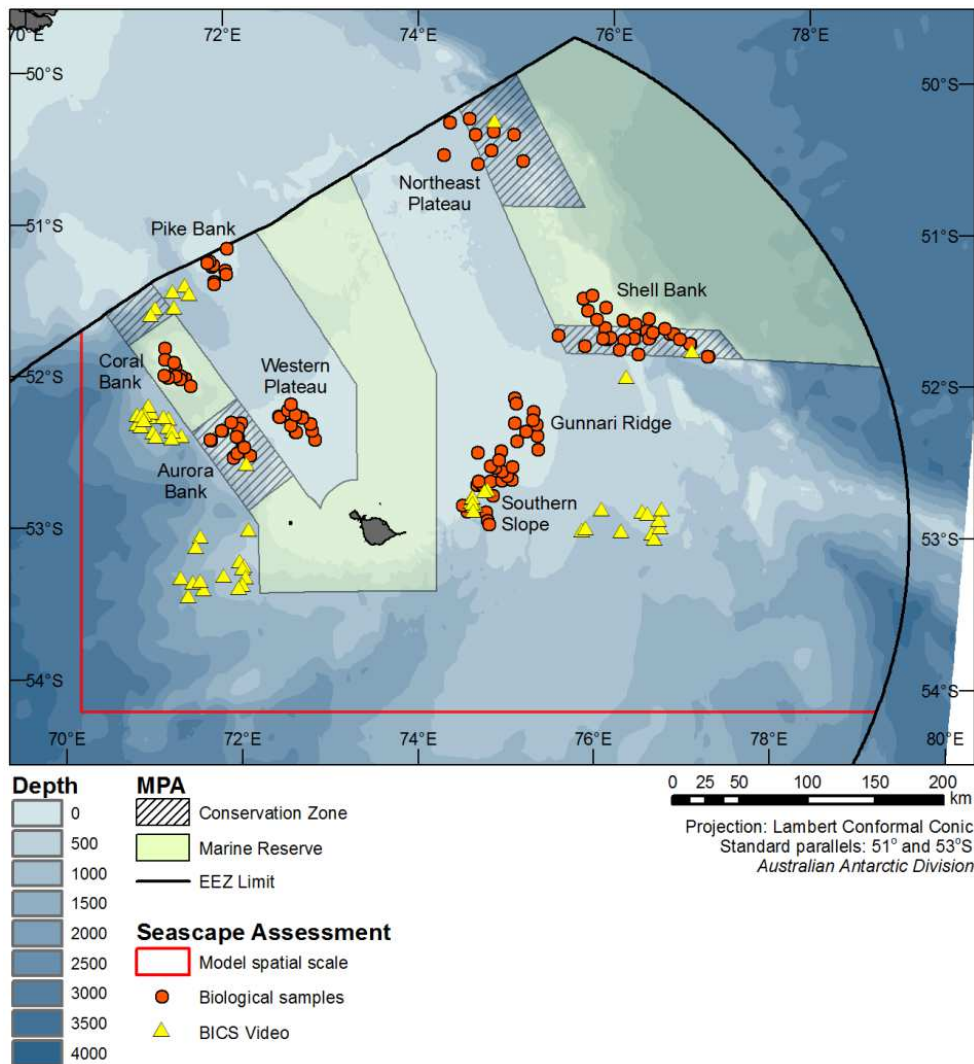 70°E 72°E 74°E 76°E 78°E
50°S 50°S
Northeast
Plateau
51°S 51°S
Pike Bank
Shell Bank
52°S 52°S
Coral
Bank
Western
Plateau
Gunnari Ridge
Aurora
Bank
Southern
Slope
53°S 53°S
54°S 54°S
70°E 72°E 74°E 76°E 78°E 80°E
Depth
0
500
1000
1500
2000
2500
3000
3500
4000
MPA
Conservation Zone
Marine Reserve
EEZ Limit
Seascape Assessment
Model spatial scale
Biological samples
BICS Video
0 25 50 100 150 200
km
Projection: Lambert Conformal Conic
Standard parallels: 51° and 53°S
Australian Antarctic Division